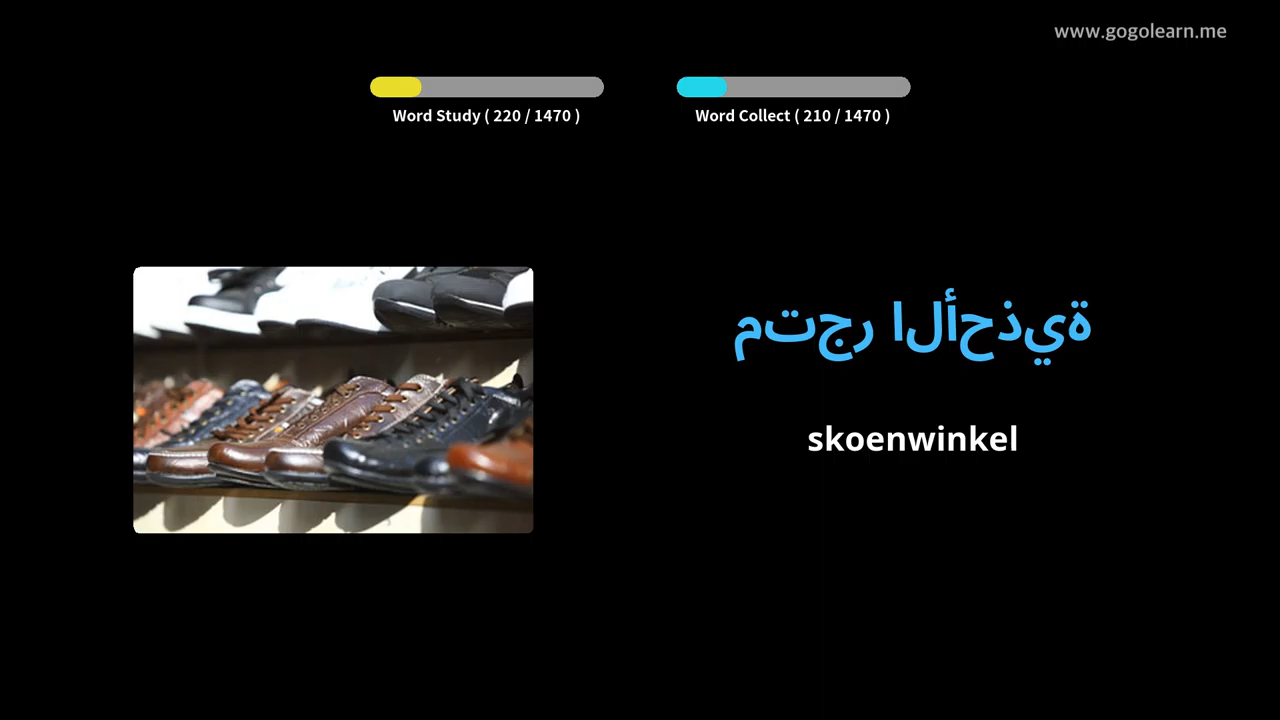 www.gogolearn.me
Word Study ( 220 / 1470 )
Word Collect ( 210 / 1470 )
متجر الأحذية
skoenwinkel